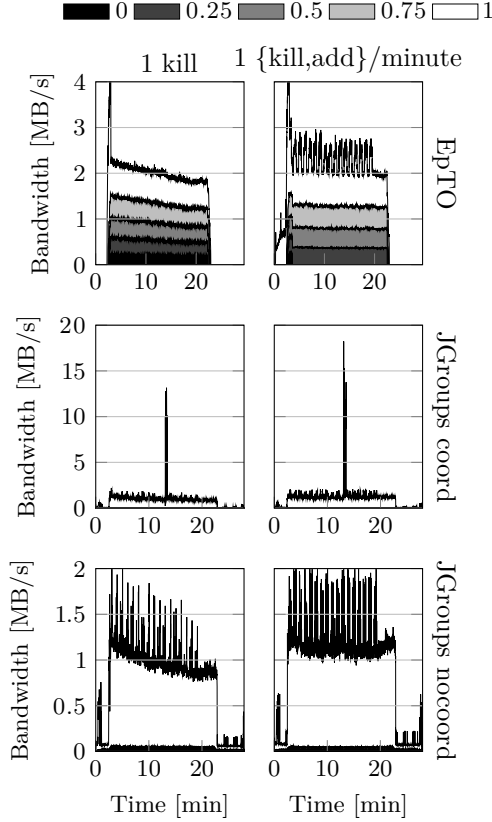 0 0.25 0.5 0.75 1
1 kill
1 {kill,add}/minute
Bandwidth [MB/s]
4
3
2
1
0
0 10 20
0 10 20
EpTO
Bandwidth [MB/s]
20
15
10
5
0
0 10 20
0 10 20
JGroups coord
Bandwidth [MB/s]
2
1.5
1
0.5
0
0 10 20
0 10 20
JGroups nocoord
Time [min]
Time [min]